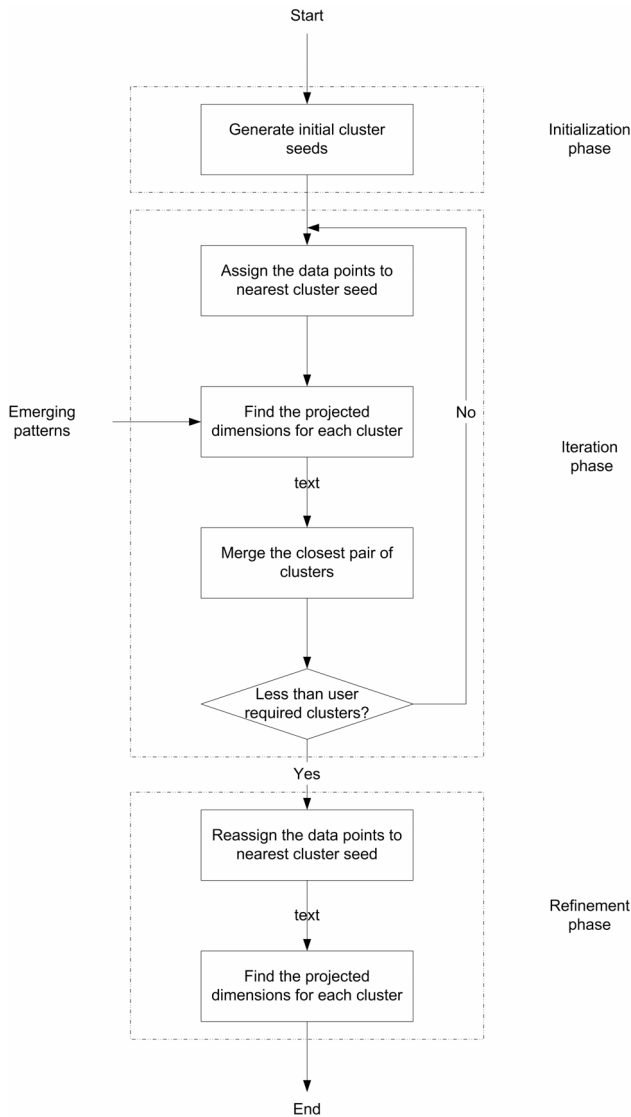 Start
Generate initial cluster
seeds
Initialization
phase
Assign the data points to
nearest cluster seed
Emerging
patterns
Find the projected
dimensions for each cluster
No
Iteration
phase
text
Merge the closest pair of
clusters
Less than user
required clusters?
Yes
Reassign the data points to
nearest cluster seed
text
Refinement
phase
Find the projected
dimensions for each cluster
End